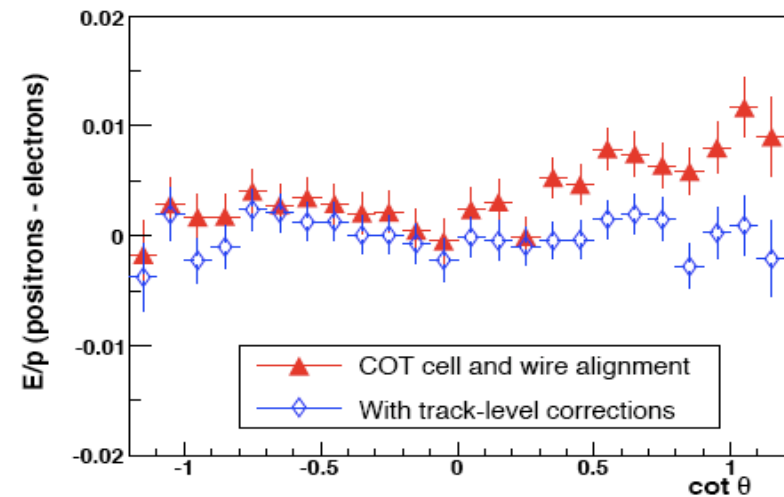 0.02
0.01
0
-0.01
-0.02
E/p (positrons - electrons)
COT cell and wire alignment
With track-level corrections
-1
-0.5
0
0.5
1
cot θ